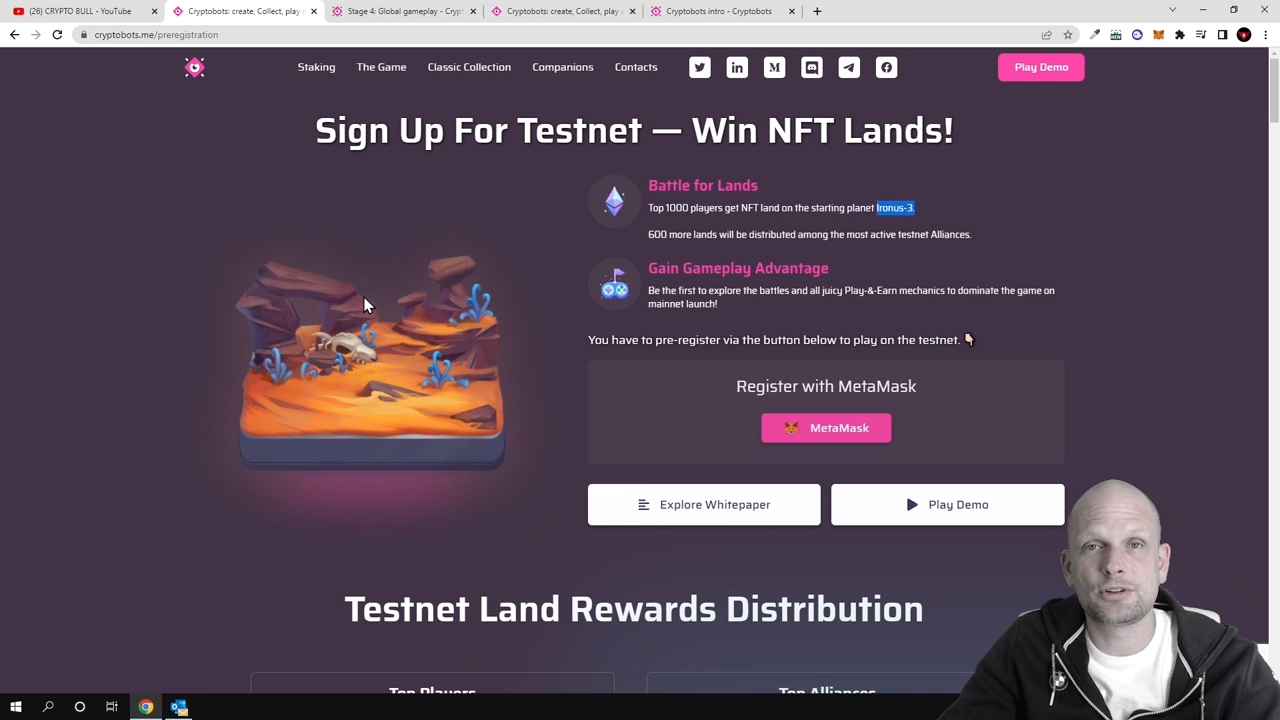 (26) CRYPTO BULL - YouTube
Cryptobots: create, Collect, play A
Stage 4: Global gameplay - Crypt
Cryptobots: create, Collect, play A
Cryptobots intro - Cryptobots
cryptobots.me/preregistration
Staking
The Game
Classic Collection
Companions
Contacts
Play Demo
Sign Up For Testnet — Win NFT Lands!
Battle for Lands
Top 1000 players get NFT land on the starting planet Ironus-3.
600 more lands will be distributed among the most active testnet Alliances.
Gain Gameplay Advantage
Be the first to explore the battles and all juicy Play-&-Earn mechanics to dominate the game on
mainnet launch!
You have to pre-register via the button below to play on the testnet. 👇🏻
Register with MetaMask
MetaMask
Explore Whitepaper
Play Demo
Testnet Land Rewards Distribution
Top Players
Top Alliances